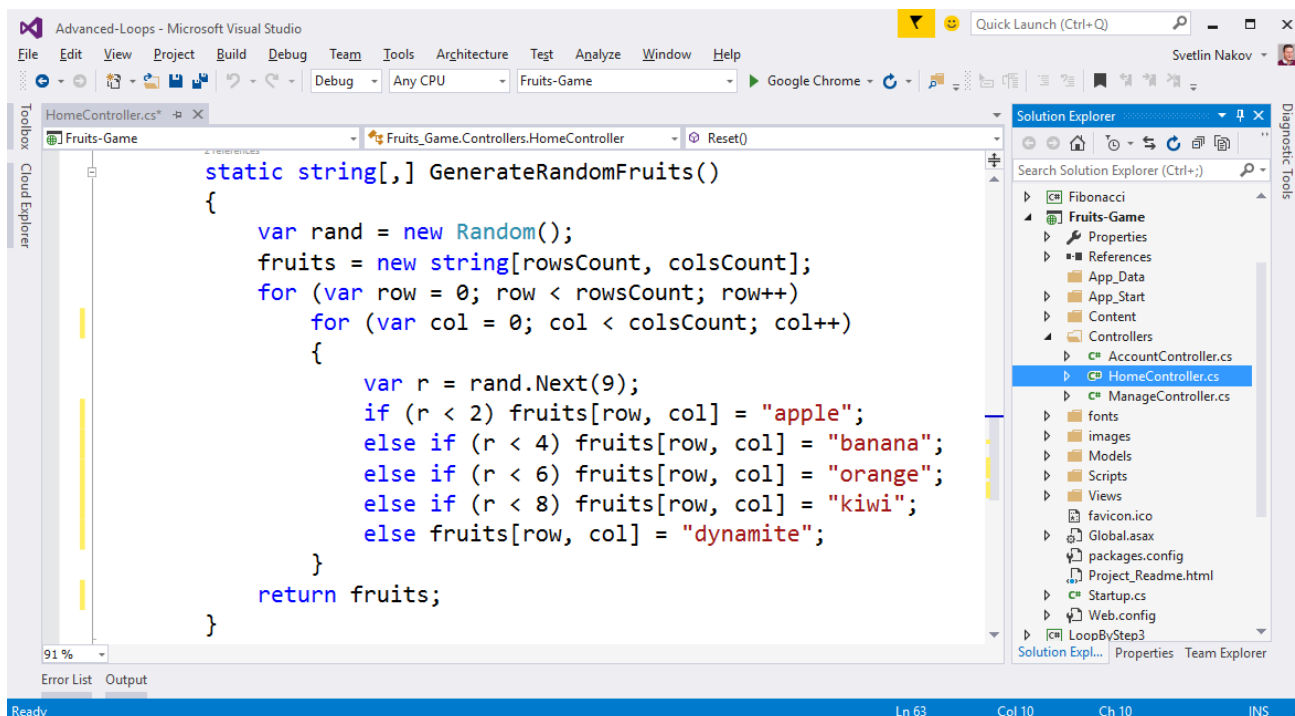 Advanced-Loops - Microsoft Visual Studio
Quick Launch (Ctrl+Q)
File Edit View Project Build Debug Team Tools Architecture Test Analyze Window Help
Svetlin Nakov
Debug Any CPU Fruits-Game Google Chrome
Toolbox
Cloud Explorer
HomeController.cs*
Fruits-Game Fruits_Game.Controllers.HomeController Reset()
2 references
static string[,] GenerateRandomFruits()
{
var rand = new Random();
fruits = new string[rowsCount, colsCount];
for (var row = 0; row < rowsCount; row++)
for (var col = 0; col < colsCount; col++)
{
var r = rand.Next(9);
if (r < 2) fruits[row, col] = "apple";
else if (r < 4) fruits[row, col] = "banana";
else if (r < 6) fruits[row, col] = "orange";
else if (r < 8) fruits[row, col] = "kiwi";
else fruits[row, col] = "dynamite";
}
return fruits;
}
91 %
Solution Explorer
Search Solution Explorer (Ctrl+;)
C# Fibonacci
Fruits-Game
Properties
References
App_Data
App_Start
Content
Controllers
C# AccountController.cs
C# HomeController.cs
C# ManageController.cs
fonts
images
Models
Scripts
Views
favicon.ico
Global.asax
packages.config
Project_Readme.html
C# Startup.cs
Web.config
C# LoopByStep3
Solution Expl... Properties Team Explorer
Diagnostic Tools
Error List Output
Ready Ln 63 Col 10 Ch 10 INS